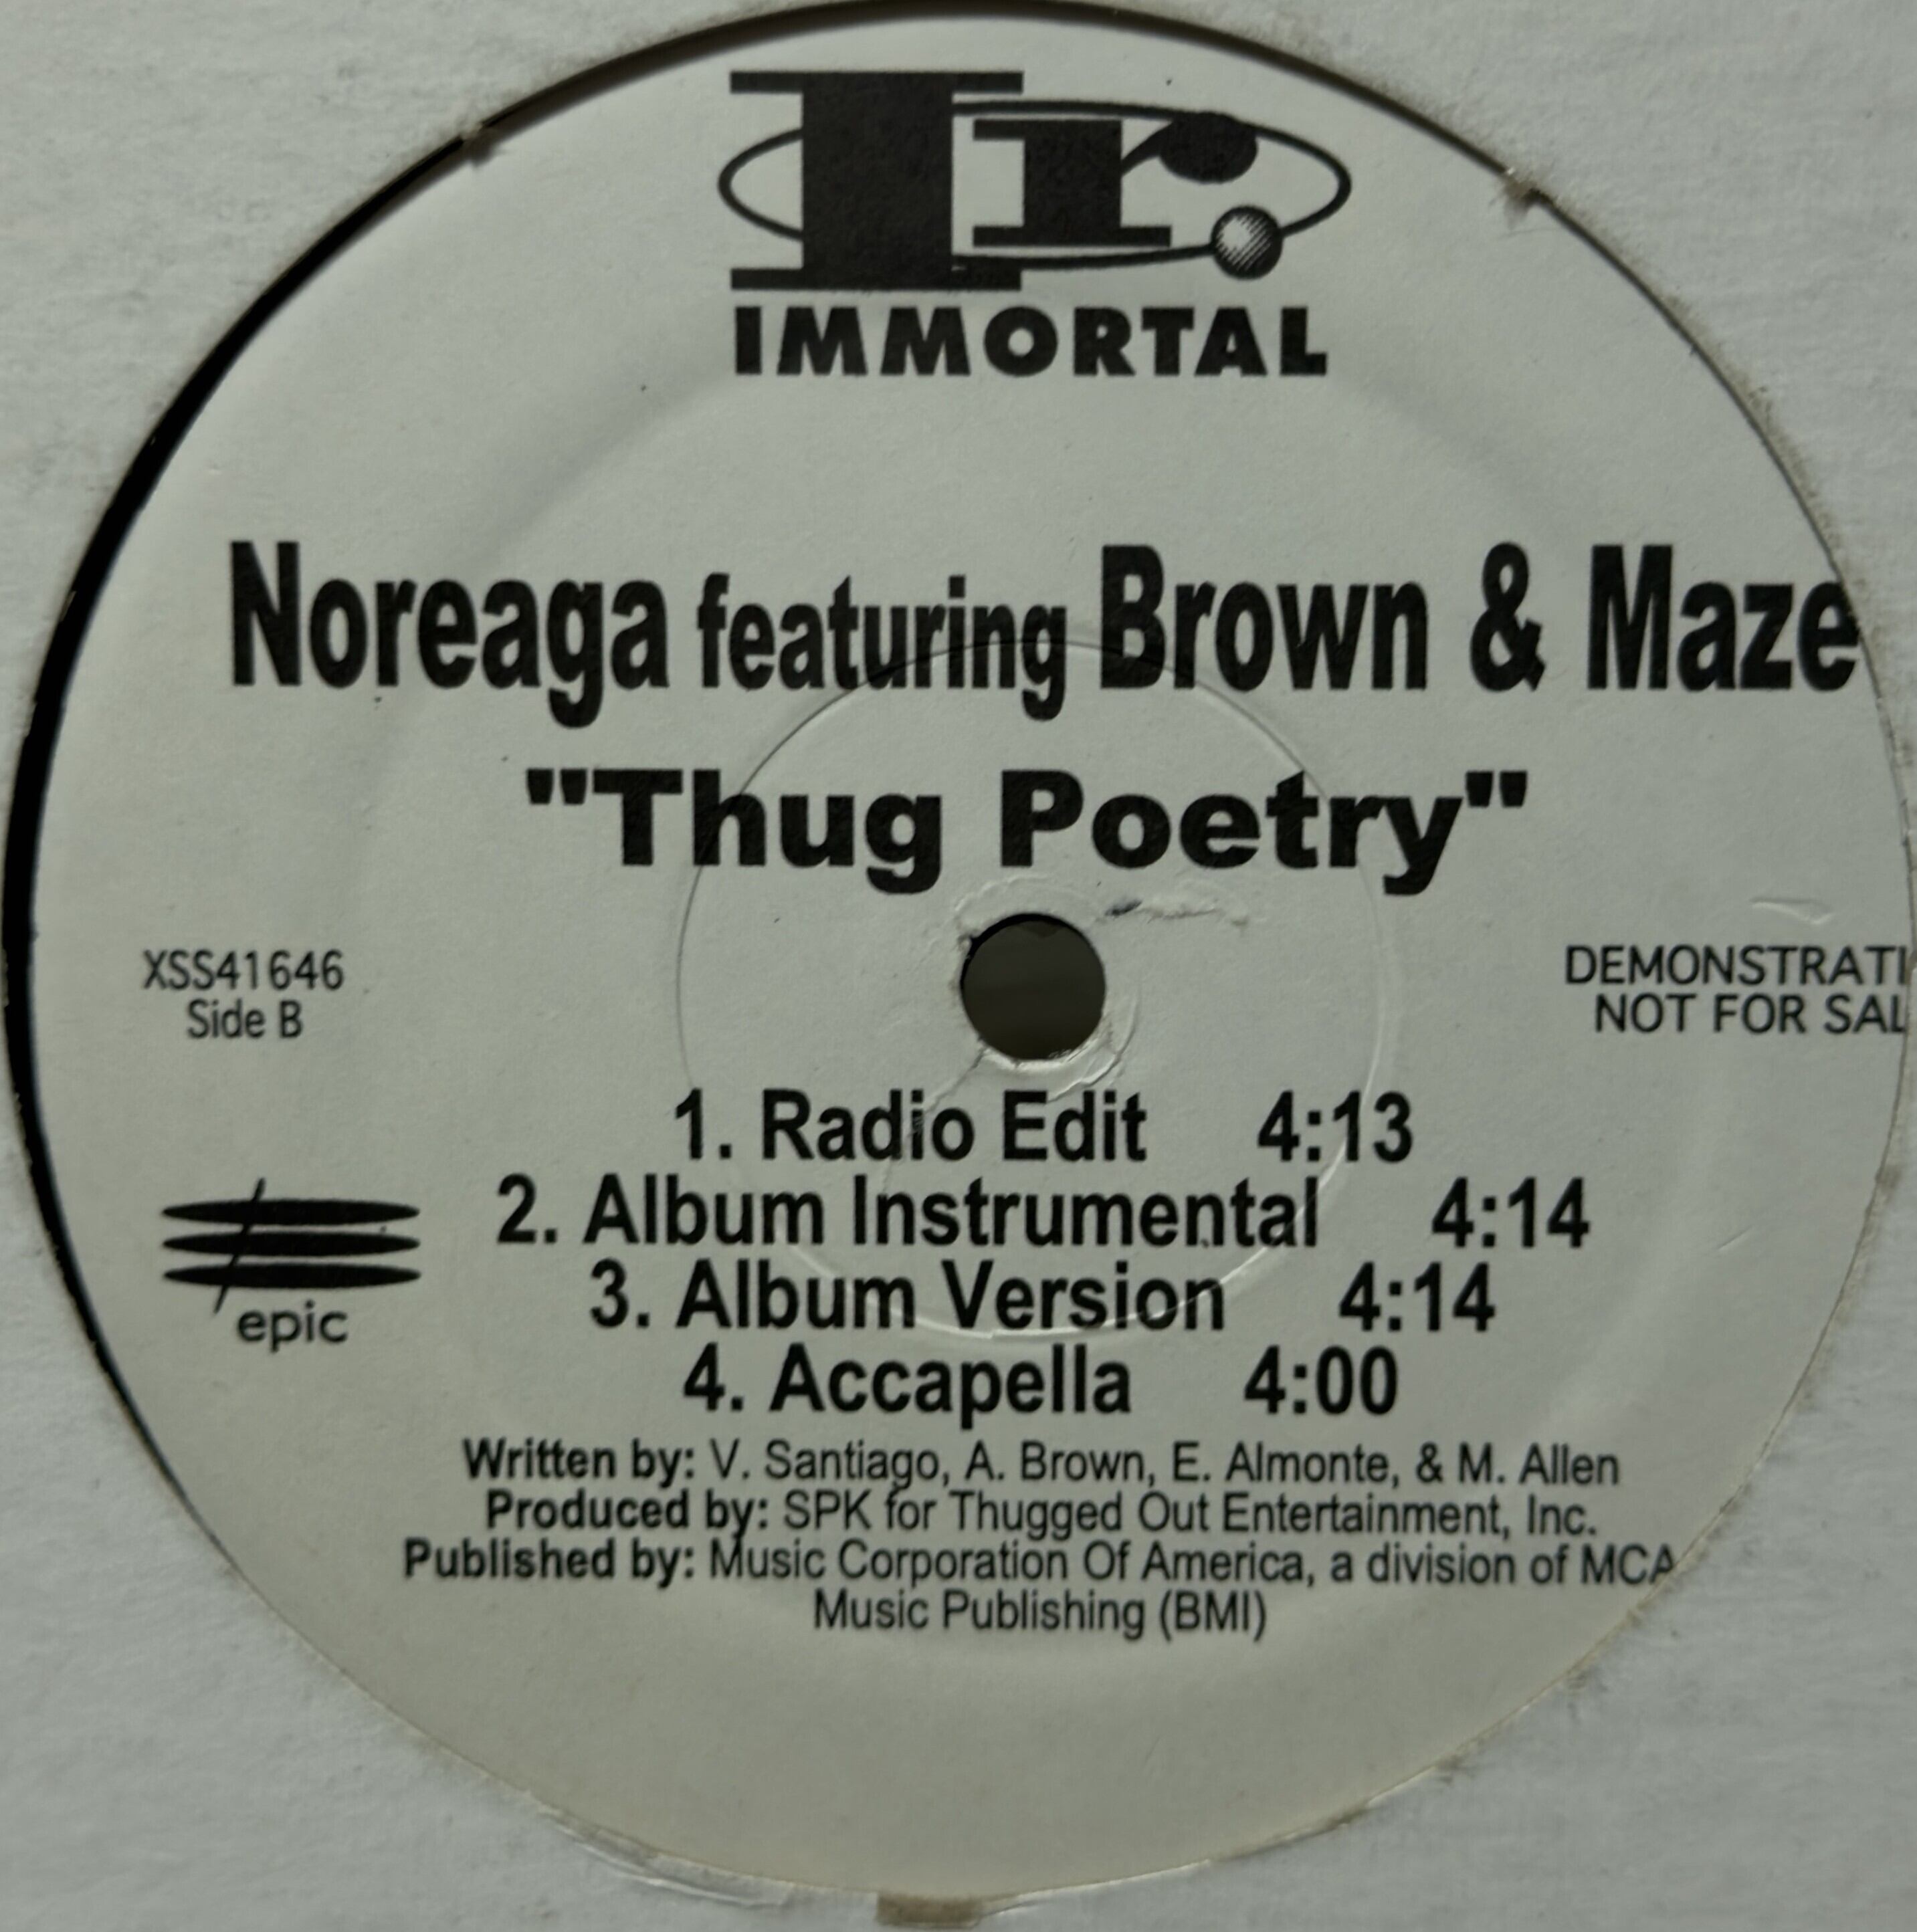 Ir.
IMMORTAL
Noreaga featuring Brown & Maze
"Thug Poetry"
XSS41646
Side B
DEMONSTRATI
NOT FOR SAL
1. Radio Edit 4:13
2. Album Instrumental 4:14
3. Album Version 4:14
4. Accapella 4:00
epic
Written by: V. Santiago, A. Brown, E. Almonte, & M. Allen
Produced by: SPK for Thugged Out Entertainment, Inc.
Published by: Music Corporation Of America, a division of MCA
Music Publishing (BMI)